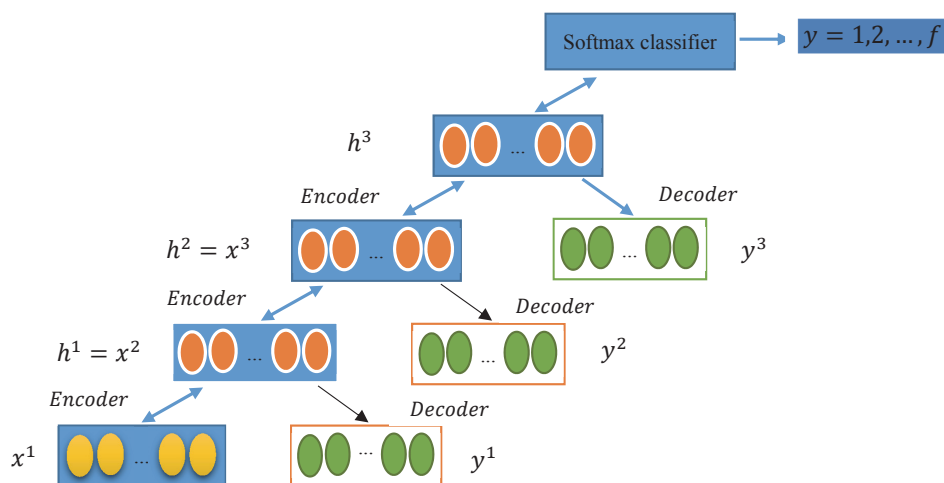 Softmax classifier
y = 1,2, … , f
h³
...
Encoder
Decoder
h² = x³
...
...
y³
Encoder
Decoder
h¹ = x²
...
...
y²
Encoder
Decoder
x¹
...
...
y¹